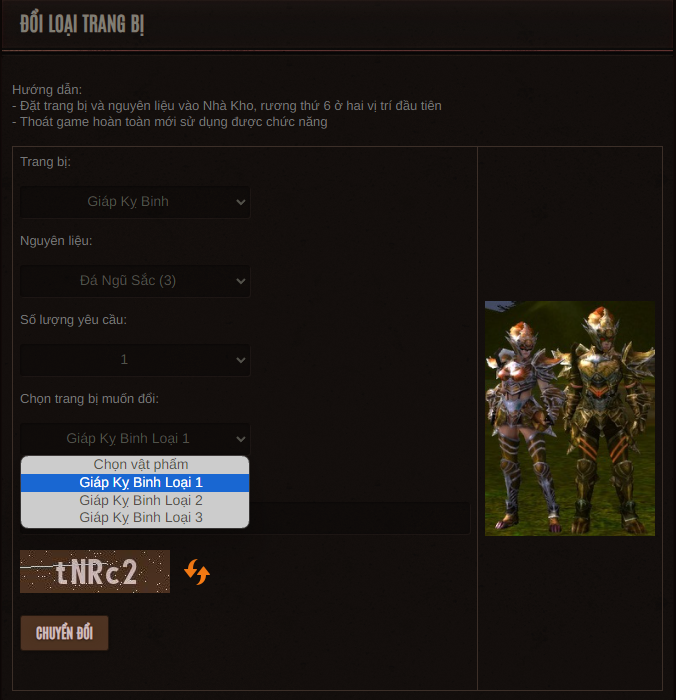 ĐỔI LOẠI TRANG BỊ
Hướng dẫn:
- Đặt trang bị và nguyên liệu vào Nhà Kho, rương thứ 6 ở hai vị trí đầu tiên
- Thoát game hoàn toàn mới sử dụng được chức năng
Trang bị:
Giáp Kỵ Binh
Nguyên liệu:
Đá Ngũ Sắc (3)
Số lượng yêu cầu:
1
Chọn trang bị muốn đổi:
Giáp Kỵ Binh Loại 1
Chọn vật phẩm
Giáp Kỵ Binh Loại 1
Giáp Kỵ Binh Loại 2
Giáp Kỵ Binh Loại 3
tNRc2
CHUYỂN ĐỔI